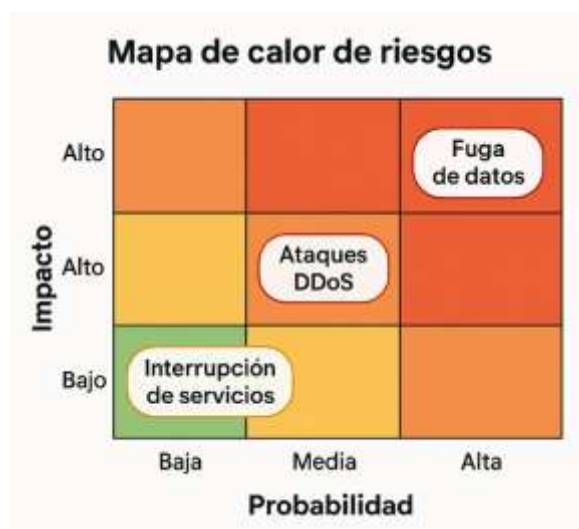 Mapa de calor de riesgos
Alto
Fuga
de datos
Impacto
Alto
Ataques
DDoS
Bajo
Interrupción
de servicios
Baja
Media
Alta
Probabilidad